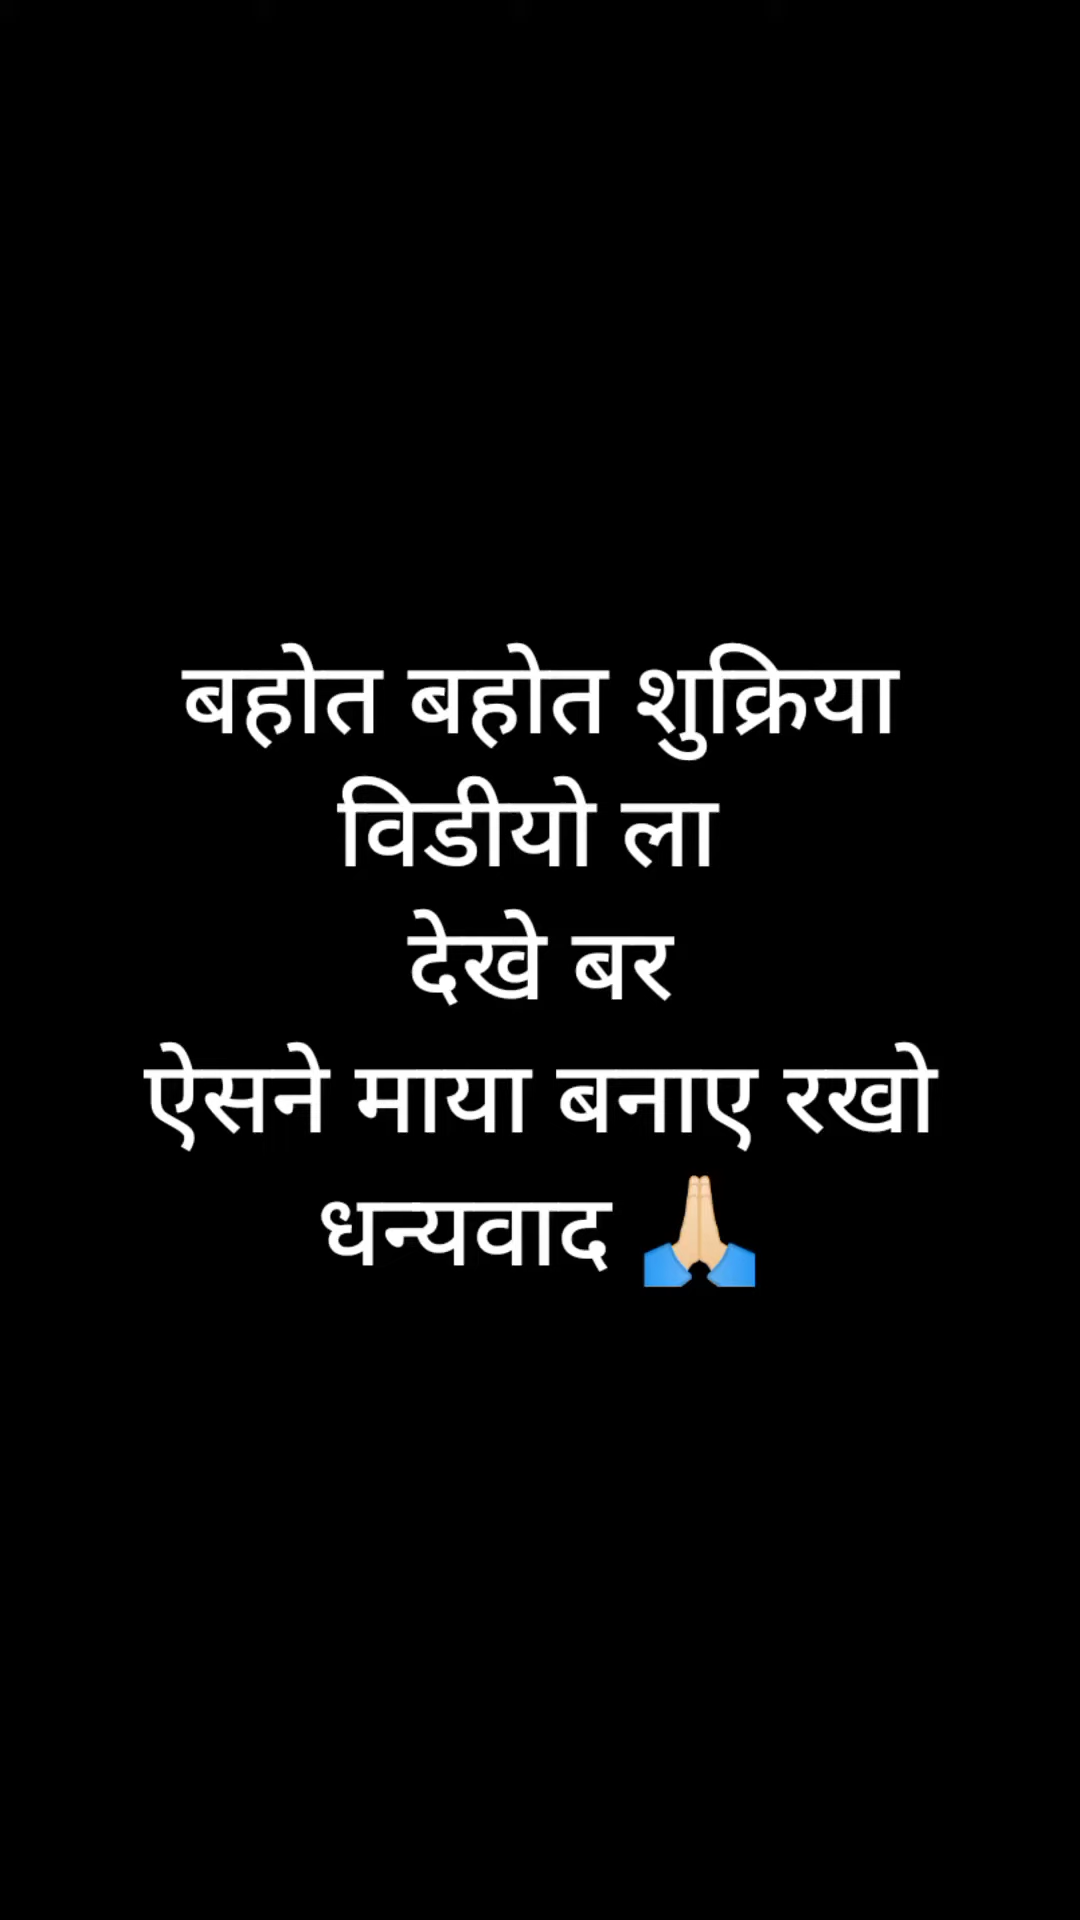 बहोत बहोत शुक्रिया
विडीयो ला
देखे बर
ऐसने माया बनाए रखो
धन्यवाद 🙏🏼